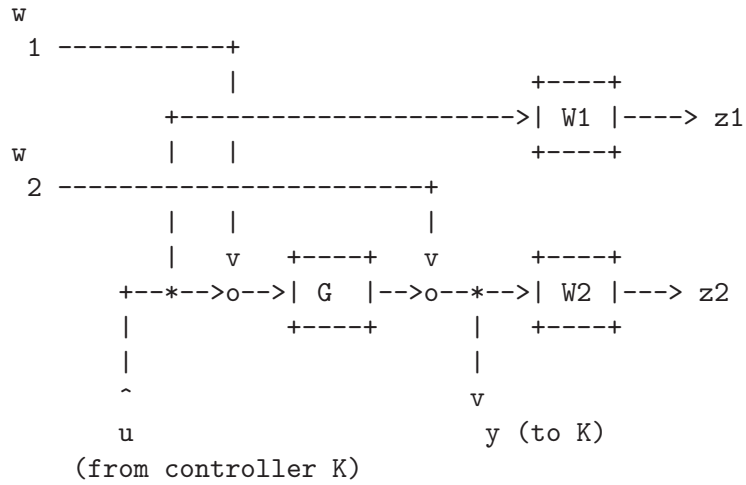 w
1 -----------+
| +----+
+----------------------->| W1 |----> z1
w | | +----+
2 ------------------------+
| | |
| v +----+ v +----+
+--*-->o-->| G |-->o--*-->| W2 |---> z2
| +----+ | +----+
| |
^ v
u y (to K)
(from controller K)